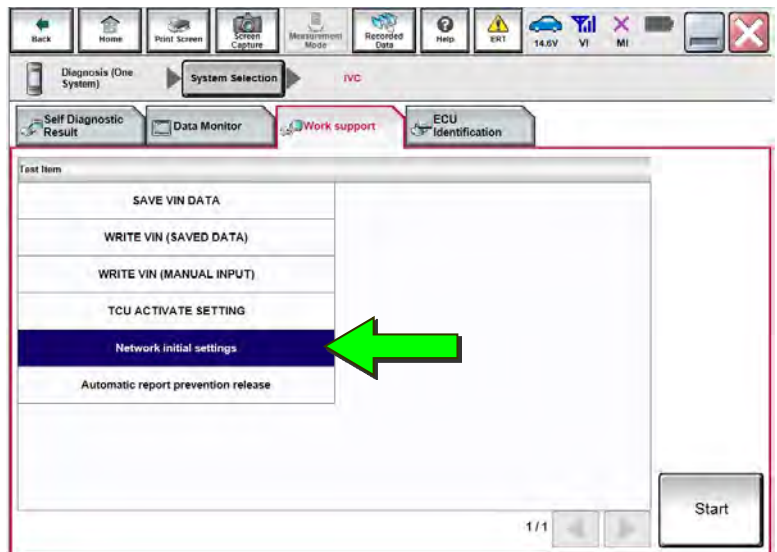 Back
Home
Print Screen
Screen
Capture
Measurement
Mode
Recorded
Data
Help
ERT
14.6V
VI
MI
Diagnosis (One
System)
System Selection
IVC
Self Diagnostic
Result
Data Monitor
Work support
ECU
Identification
Test Item
SAVE VIN DATA
WRITE VIN (SAVED DATA)
WRITE VIN (MANUAL INPUT)
TCU ACTIVATE SETTING
Network initial settings
Automatic report prevention release
1/1
Start